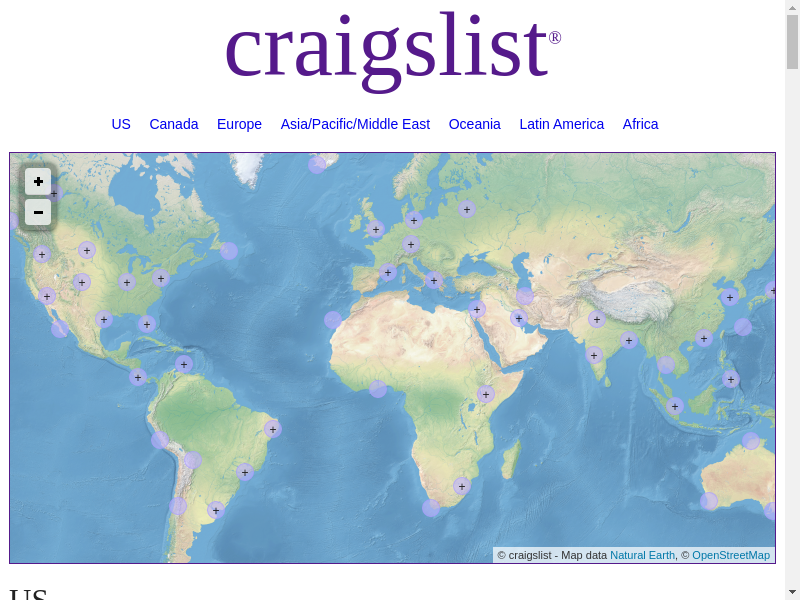 craigslist®
US Canada Europe Asia/Pacific/Middle East Oceania Latin America Africa
+
−
© craigslist - Map data Natural Earth, © OpenStreetMap
US